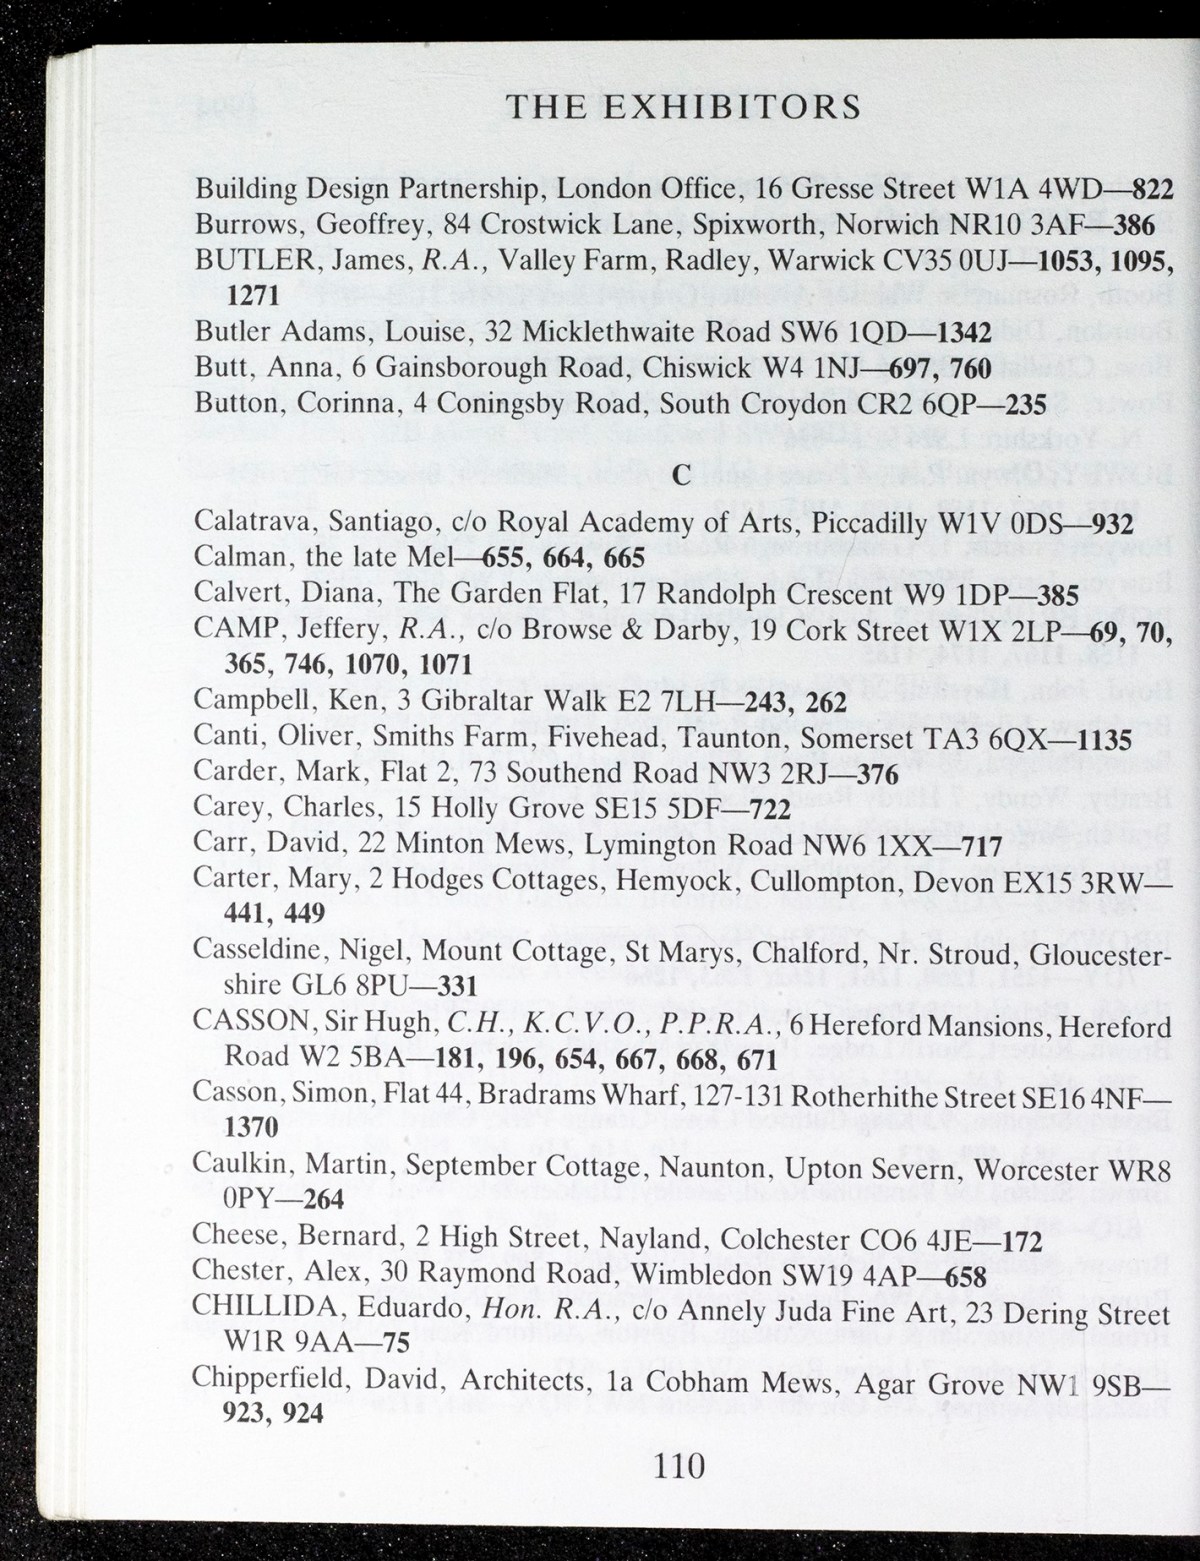 THE EXHIBITORS
Building Design Partnership, London Office, 16 Gresse Street W1A 4WD—822
Burrows, Geoffrey, 84 Crostwick Lane, Spixworth, Norwich NR10 3AF—386
BUTLER, James, R.A., Valley Farm, Radley, Warwick CV35 0UJ—1053, 1095,
1271
Butler Adams, Louise, 32 Micklethwaite Road SW6 1QD—1342
Butt, Anna, 6 Gainsborough Road, Chiswick W4 1NJ—697, 760
Button, Corinna, 4 Coningsby Road, South Croydon CR2 6QP—235
C
Calatrava, Santiago, c/o Royal Academy of Arts, Piccadilly W1V 0DS—932
Calman, the late Mel—655, 664, 665
Calvert, Diana, The Garden Flat, 17 Randolph Crescent W9 1DP—385
CAMP, Jeffery, R.A., c/o Browse & Darby, 19 Cork Street W1X 2LP—69, 70,
365, 746, 1070, 1071
Campbell, Ken, 3 Gibraltar Walk E2 7LH—243, 262
Canti, Oliver, Smiths Farm, Fivehead, Taunton, Somerset TA3 6QX—1135
Carder, Mark, Flat 2, 73 Southend Road NW3 2RJ—376
Carey, Charles, 15 Holly Grove SE15 5DF—722
Carr, David, 22 Minton Mews, Lymington Road NW6 1XX—717
Carter, Mary, 2 Hodges Cottages, Hemyock, Cullompton, Devon EX15 3RW—
441, 449
Casseldine, Nigel, Mount Cottage, St Marys, Chalford, Nr. Stroud, Gloucester-
shire GL6 8PU—331
CASSON, Sir Hugh, C.H., K.C.V.O., P.P.R.A., 6 Hereford Mansions, Hereford
Road W2 5BA—181, 196, 654, 667, 668, 671
Casson, Simon, Flat 44, Bradrams Wharf, 127-131 Rotherhithe Street SE16 4NF—
1370
Caulkin, Martin, September Cottage, Naunton, Upton Severn, Worcester WR8
0PY—264
Cheese, Bernard, 2 High Street, Nayland, Colchester CO6 4JE—172
Chester, Alex, 30 Raymond Road, Wimbledon SW19 4AP—658
CHILLIDA, Eduardo, Hon. R.A., c/o Annely Juda Fine Art, 23 Dering Street
W1R 9AA—75
Chipperfield, David, Architects, 1a Cobham Mews, Agar Grove NW1 9SB—
923, 924
110